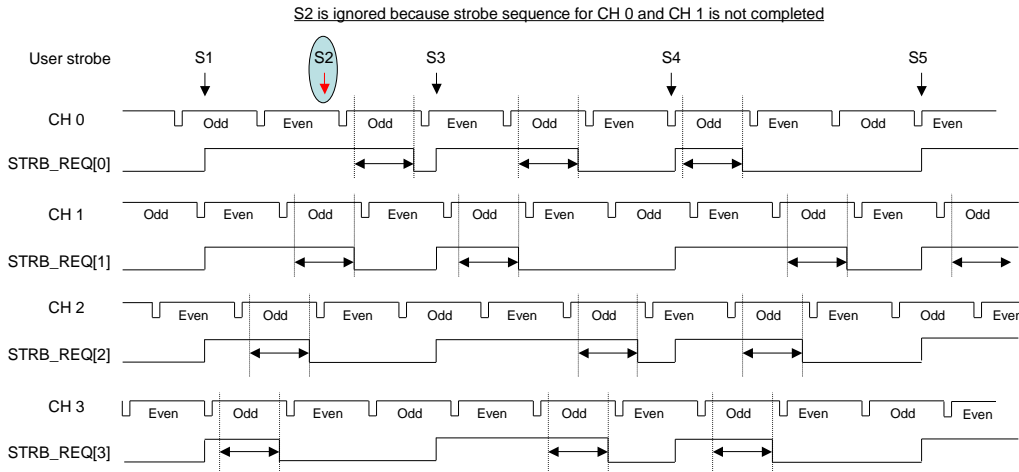 S2 is ignored because strobe sequence for CH 0 and CH 1 is not completed
User strobe S1 S2 S3 S4 S5
CH 0 Odd Even Odd Even Odd Even Odd Even Odd Even
STRB_REQ[0]
CH 1 Odd Even Odd Even Odd Even Odd Even Odd Even Odd
STRB_REQ[1]
CH 2 Even Odd Even Odd Even Odd Even Odd Even Odd Even
STRB_REQ[2]
CH 3 Even Odd Even Odd Even Odd Even Odd Even Odd Even
STRB_REQ[3]